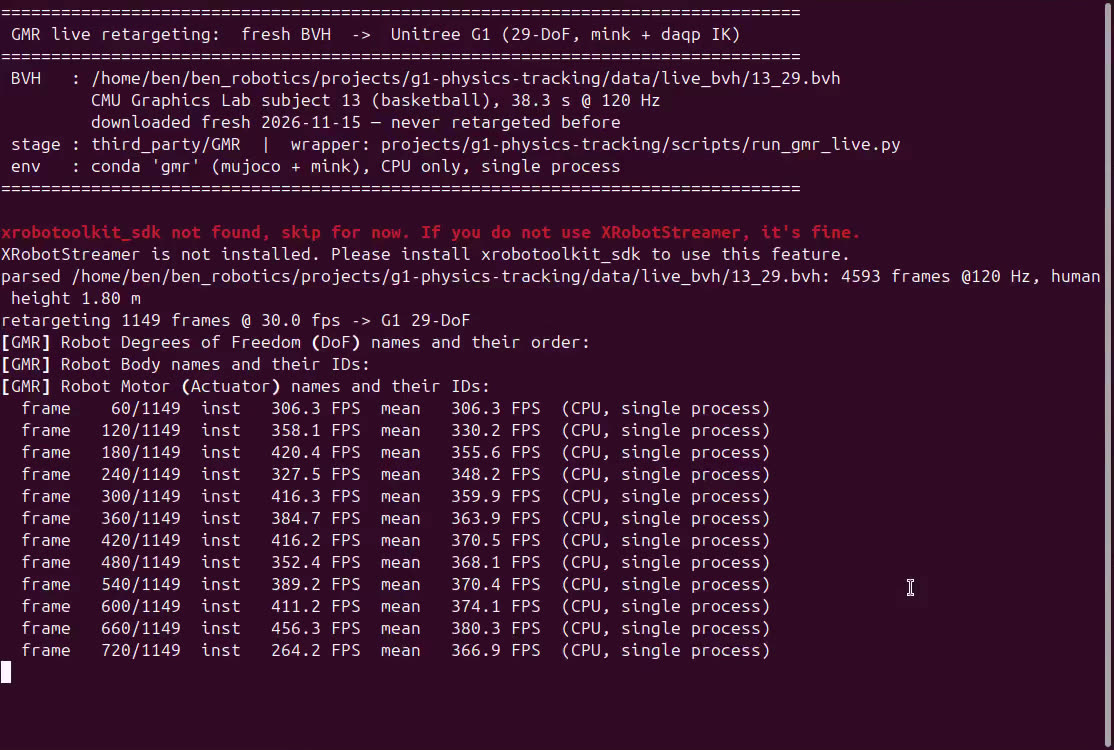 ================================================================================
 GMR live retargeting:  fresh BVH  ->  Unitree G1 (29-DoF, mink + daqp IK)
================================================================================
 BVH   : /home/ben/ben_robotics/projects/g1-physics-tracking/data/live_bvh/13_29.bvh
         CMU Graphics Lab subject 13 (basketball), 38.3 s @ 120 Hz
         downloaded fresh 2026-11-15 — never retargeted before
 stage : third_party/GMR  |  wrapper: projects/g1-physics-tracking/scripts/run_gmr_live.py
 env   : conda 'gmr' (mujoco + mink), CPU only, single process
================================================================================

xrobotoolkit_sdk not found, skip for now. If you do not use XRobotStreamer, it's fine.
XRobotStreamer is not installed. Please install xrobotoolkit_sdk to use this feature.
parsed /home/ben/ben_robotics/projects/g1-physics-tracking/data/live_bvh/13_29.bvh: 4593 frames @120 Hz, human
 height 1.80 m
retargeting 1149 frames @ 30.0 fps -> G1 29-DoF
[GMR] Robot Degrees of Freedom (DoF) names and their order:
[GMR] Robot Body names and their IDs:
[GMR] Robot Motor (Actuator) names and their IDs:
  frame    60/1149  inst   306.3 FPS  mean   306.3 FPS  (CPU, single process)
  frame   120/1149  inst   358.1 FPS  mean   330.2 FPS  (CPU, single process)
  frame   180/1149  inst   420.4 FPS  mean   355.6 FPS  (CPU, single process)
  frame   240/1149  inst   327.5 FPS  mean   348.2 FPS  (CPU, single process)
  frame   300/1149  inst   416.3 FPS  mean   359.9 FPS  (CPU, single process)
  frame   360/1149  inst   384.7 FPS  mean   363.9 FPS  (CPU, single process)
  frame   420/1149  inst   416.2 FPS  mean   370.5 FPS  (CPU, single process)
  frame   480/1149  inst   352.4 FPS  mean   368.1 FPS  (CPU, single process)
  frame   540/1149  inst   389.2 FPS  mean   370.4 FPS  (CPU, single process)
  frame   600/1149  inst   411.2 FPS  mean   374.1 FPS  (CPU, single process)
  frame   660/1149  inst   456.3 FPS  mean   380.3 FPS  (CPU, single process)
  frame   720/1149  inst   264.2 FPS  mean   366.9 FPS  (CPU, single process)